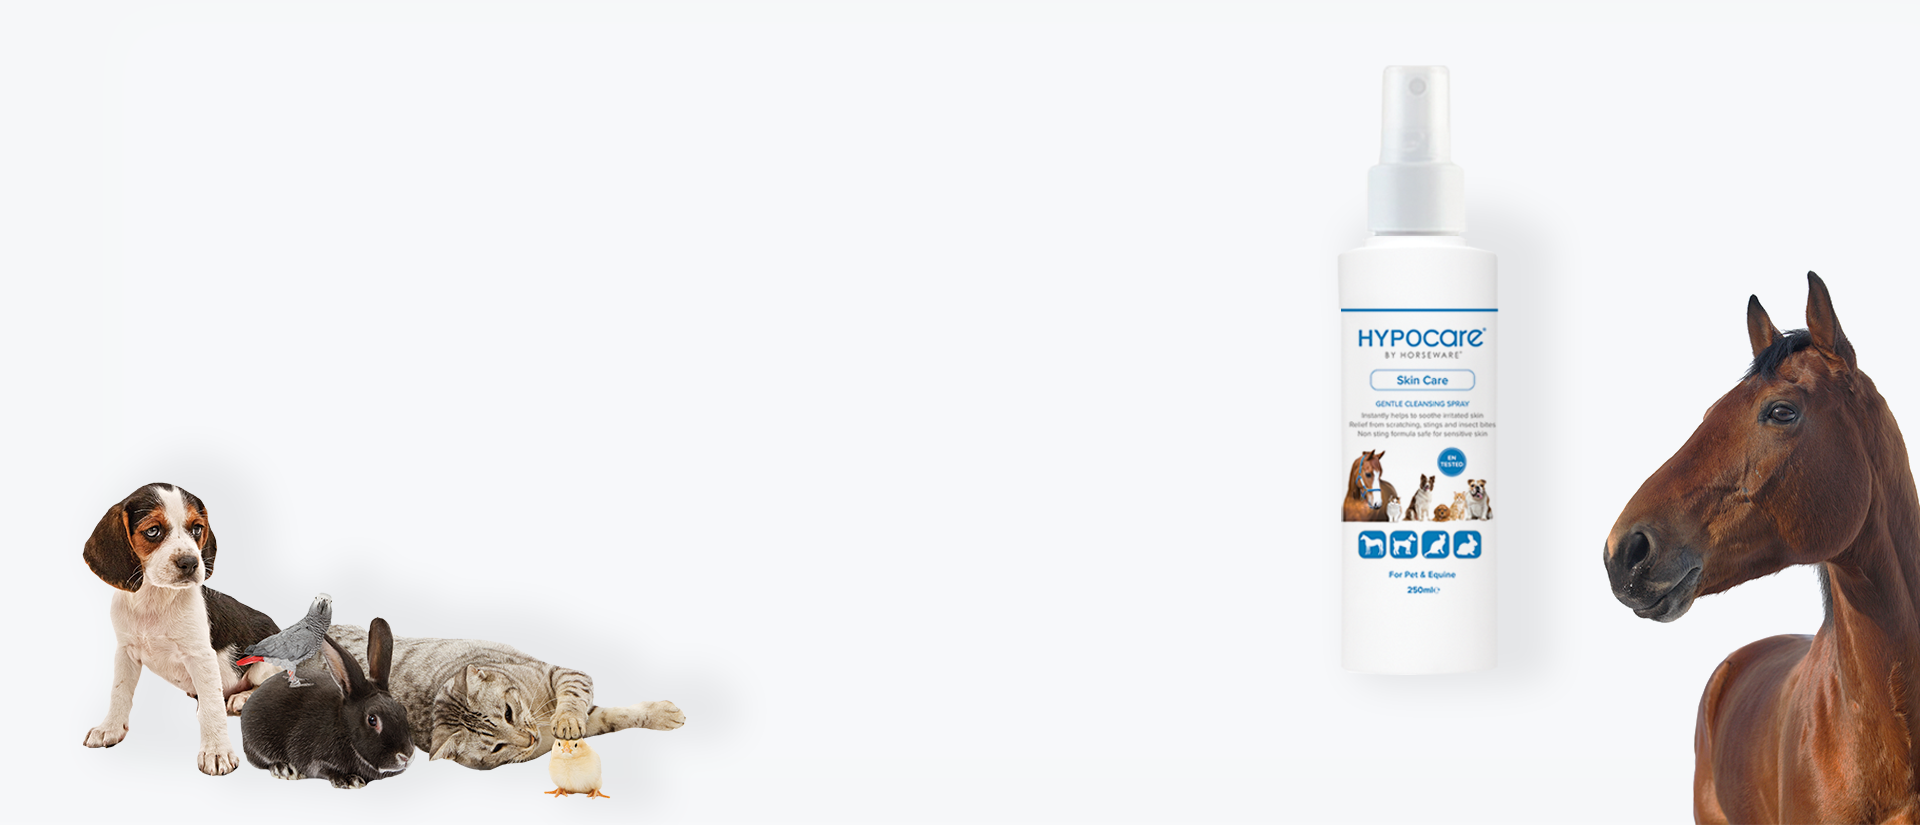 HYPOcare®
BY HORSEWARE™
Skin Care
GENTLE CLEANSING SPRAY
Instantly helps to soothe irritated skin
Relief from scratching, stings and insect bites
Non sting formula safe for sensitive skin
EN
TESTED
For Pet & Equine
250ml℮